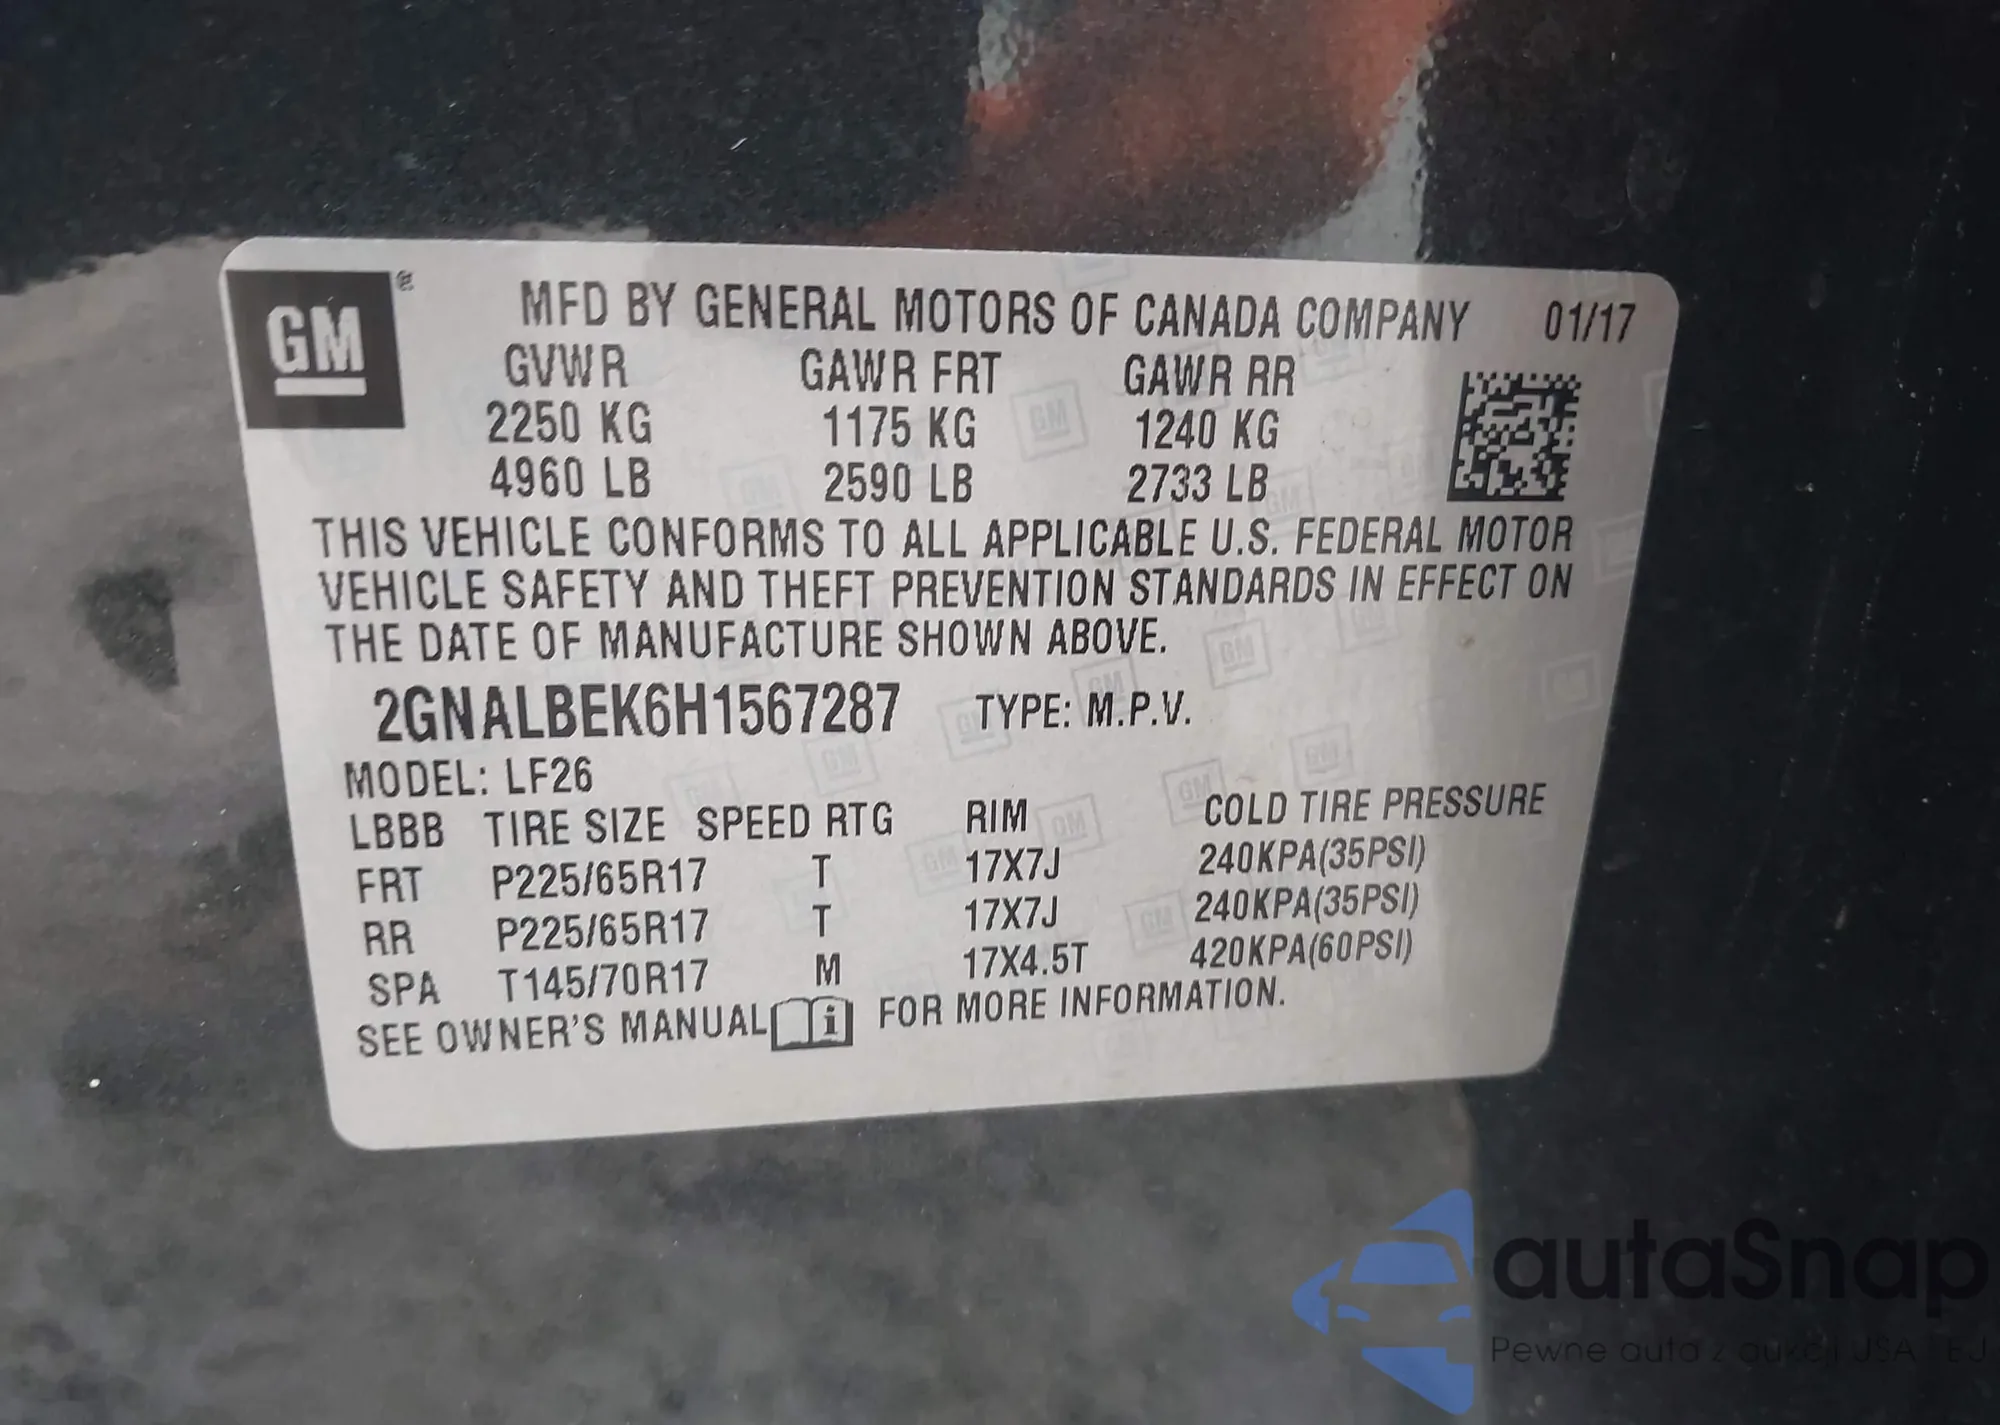 GM ® MFD BY GENERAL MOTORS OF CANADA COMPANY 01/17
GVWR GAWR FRT GAWR RR
2250 KG 1175 KG 1240 KG
4960 LB 2590 LB 2733 LB
THIS VEHICLE CONFORMS TO ALL APPLICABLE U.S. FEDERAL MOTOR
VEHICLE SAFETY AND THEFT PREVENTION STANDARDS IN EFFECT ON
THE DATE OF MANUFACTURE SHOWN ABOVE.
2GNALBEK6H1567287 TYPE: M.P.V.
MODEL: LF26
LBBB TIRE SIZE SPEED RTG RIM COLD TIRE PRESSURE
FRT P225/65R17 T 17X7J 240KPA(35PSI)
RR P225/65R17 T 17X7J 240KPA(35PSI)
SPA T145/70R17 M 17X4.5T 420KPA(60PSI)
SEE OWNER'S MANUAL i FOR MORE INFORMATION.
autaSnap
Pewne auta z aukcji USA